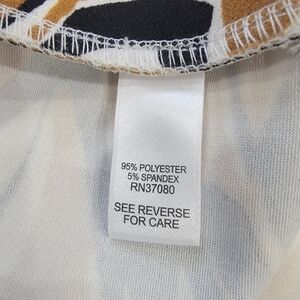 95% POLYESTER
5% SPANDEX
RN37080
SEE REVERSE
FOR CARE